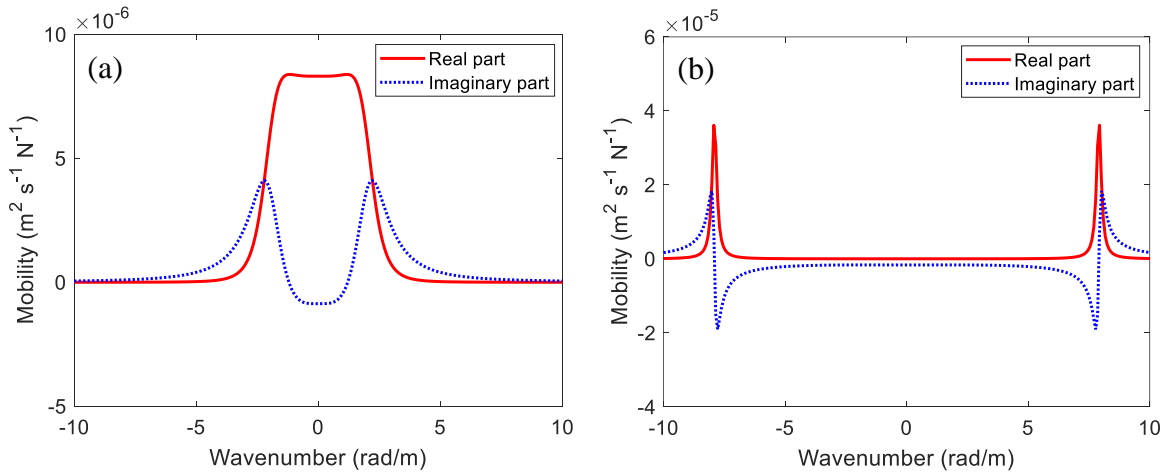 ×10⁻⁶
(a)
Real part
Imaginary part
10
5
0
-5
Mobility (m² s⁻¹ N⁻¹)
-10
-5
0
5
10
Wavenumber (rad/m)
×10⁻⁵
(b)
Real part
Imaginary part
6
4
2
0
-2
-4
Mobility (m² s⁻¹ N⁻¹)
-10
-5
0
5
10
Wavenumber (rad/m)